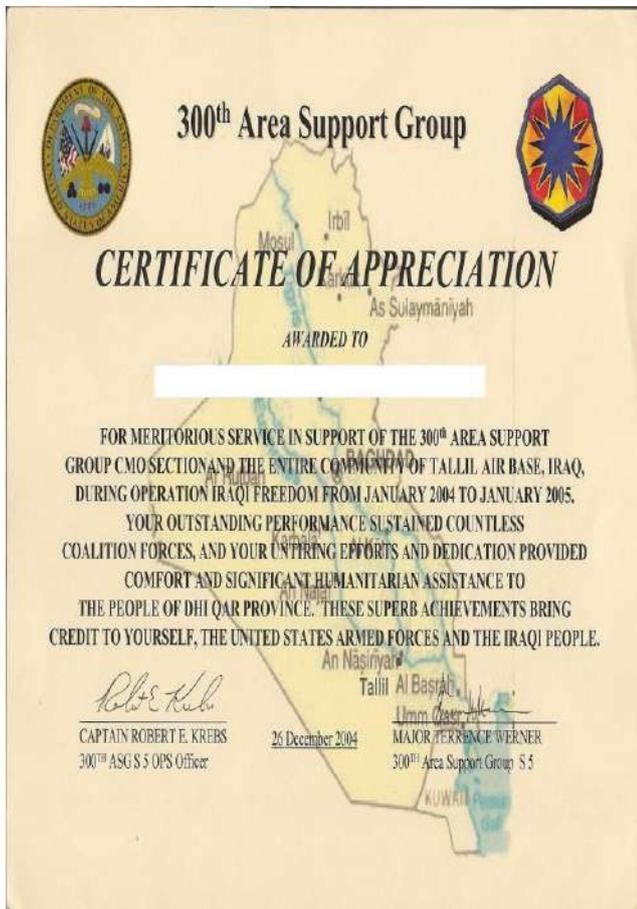 300th Area Support Group
CERTIFICATE OF APPRECIATION
AWARDED TO
FOR MERITORIOUS SERVICE IN SUPPORT OF THE 300th AREA SUPPORT
GROUP CMO SECTIONAND THE ENTIRE COMMUNITY OF TALLIL AIR BASE, IRAQ,
DURING OPERATION IRAQI FREEDOM FROM JANUARY 2004 TO JANUARY 2005.
YOUR OUTSTANDING PERFORMANCE SUSTAINED COUNTLESS
COALITION FORCES, AND YOUR UNTIRING EFFORTS AND DEDICATION PROVIDED
COMFORT AND SIGNIFICANT HUMANITARIAN ASSISTANCE TO
THE PEOPLE OF DHI QAR PROVINCE. THESE SUPERB ACHIEVEMENTS BRING
CREDIT TO YOURSELF, THE UNITED STATES ARMED FORCES AND THE IRAQI PEOPLE.
CAPTAIN ROBERT E. KREBS
300TH ASG S 5 OPS Officer
26 December 2004
MAJOR TERRENCE WERNER
300TH Area Support Group S 5
Mosul
Irbil
As Sulaymānīyah
BAGHDAD
An Nāşirīyah
Tallil
Al Başrah
Umm Qasr
KUWAIT